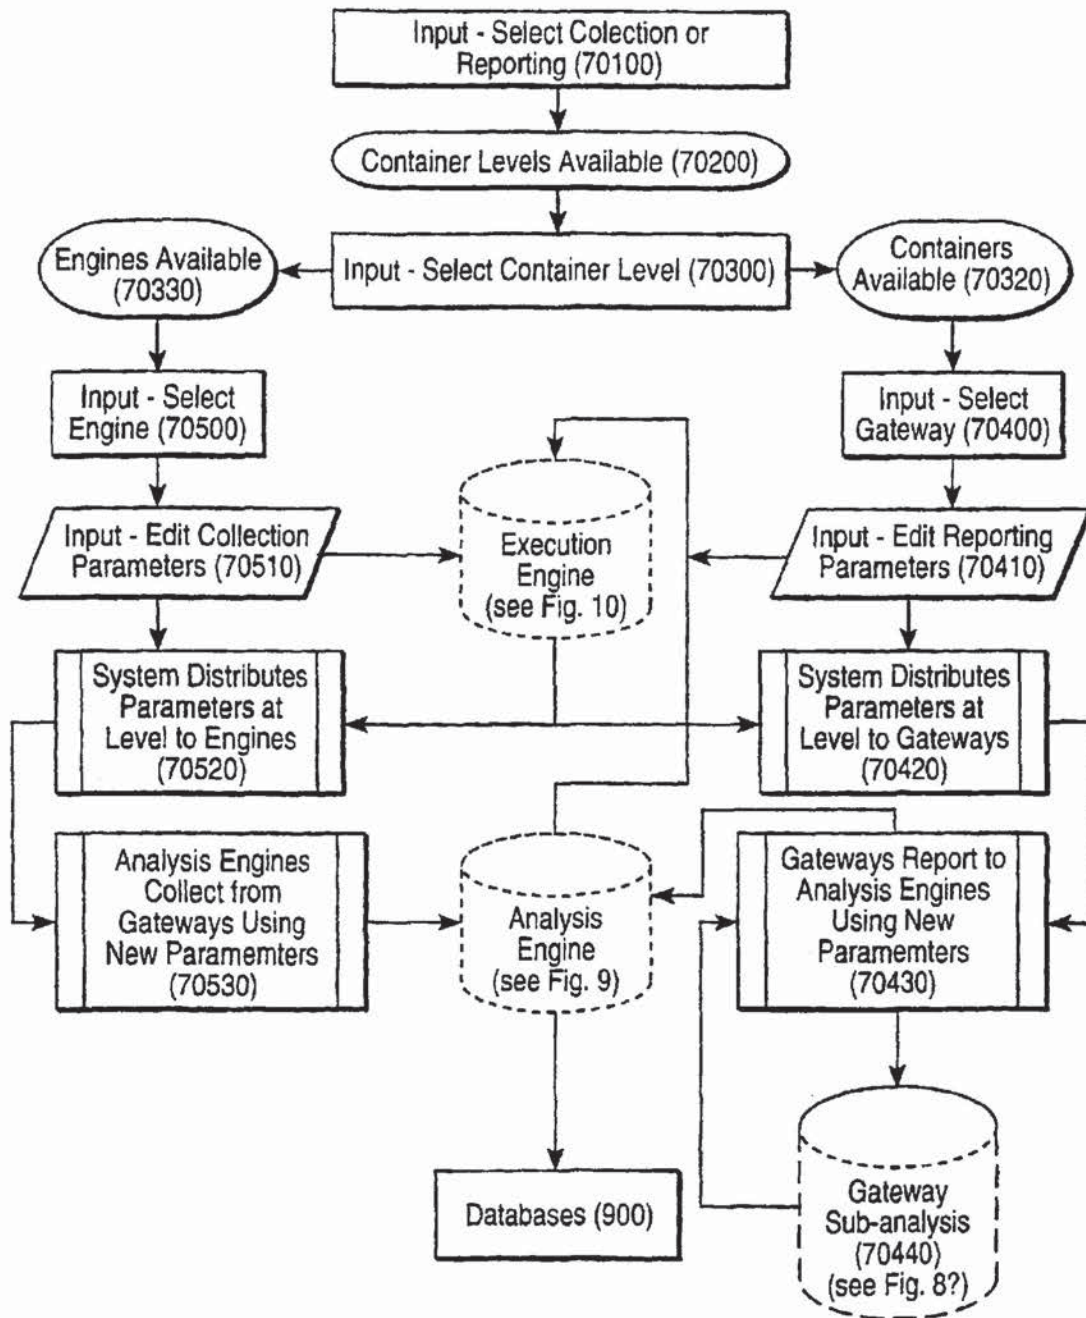 Input - Select Colection or
Reporting (70100)
Container Levels Available (70200)
Engines Available
(70330)
Input - Select Container Level (70300)
Containers
Available (70320)
Input - Select
Engine (70500)
Input - Select
Gateway (70400)
Input - Edit Collection
Parameters (70510)
Execution
Engine
(see Fig. 10)
Input - Edit Reporting
Parameters (70410)
System Distributes
Parameters at
Level to Engines
(70520)
System Distributes
Parameters at
Level to Gateways
(70420)
Analysis Engines
Collect from
Gateways Using
New Paramemters
(70530)
Analysis
Engine
(see Fig. 9)
Gateways Report to
Analysis Engines
Using New
Paramemters
(70430)
Databases (900)
Gateway
Sub-analysis
(70440)
(see Fig. 8?)